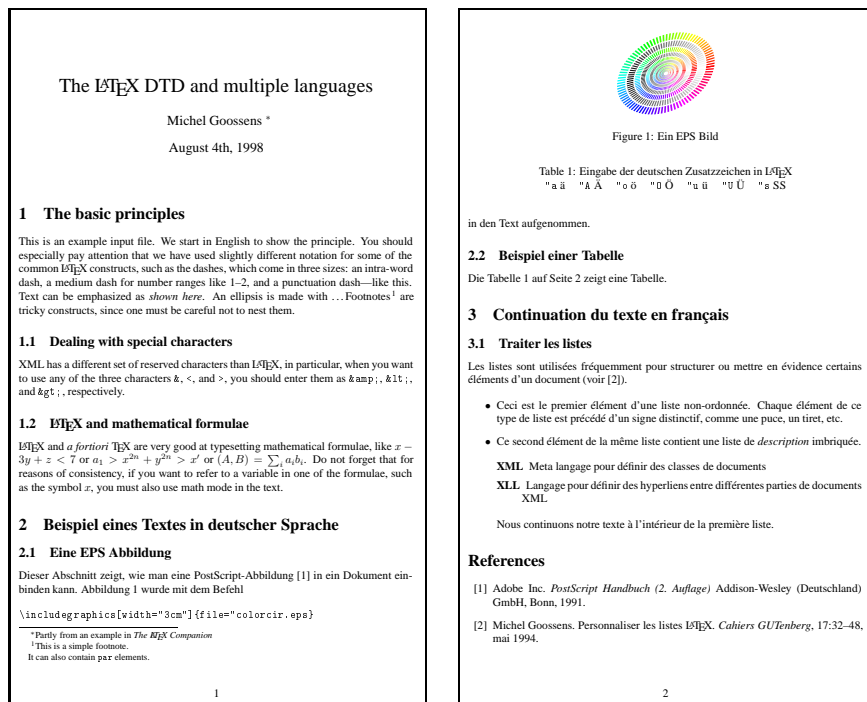 The LATEX DTD and multiple languages
Michel Goossens *
August 4th, 1998
1 The basic principles
This is an example input file. We start in English to show the principle. You should
especially pay attention that we have used slightly different notation for some of the
common LATEX constructs, such as the dashes, which come in three sizes: an intra-word
dash, a medium dash for number ranges like 1–2, and a punctuation dash—like this.
Text can be emphasized as shown here. An ellipsis is made with ... Footnotes1 are
tricky constructs, since one must be careful not to nest them.
1.1 Dealing with special characters
XML has a different set of reserved characters than LATEX, in particular, when you want
to use any of the three characters &, <, and >, you should enter them as &amp;, &lt;,
and &gt;, respectively.
1.2 LATEX and mathematical formulae
LATEX and a fortiori TEX are very good at typesetting mathematical formulae, like x −
3y + z < 7 or a₁ > x²ⁿ + y²ⁿ > x′ or (A, B) = ∑ᵢ aᵢbᵢ. Do not forget that for
reasons of consistency, if you want to refer to a variable in one of the formulae, such
as the symbol x, you must also use math mode in the text.
2 Beispiel eines Textes in deutscher Sprache
2.1 Eine EPS Abbildung
Dieser Abschnitt zeigt, wie man eine PostScript-Abbildung [1] in ein Dokument ein-
binden kann. Abbildung 1 wurde mit dem Befehl
\includegraphics[width="3cm"]{file="colorcir.eps}
*Partly from an example in The LATEX Companion
1This is a simple footnote.
It can also contain par elements.
1
Figure 1: Ein EPS Bild
Table 1: Eingabe der deutschen Zusatzzeichen in LATEX
"a ä "A Ä "o ö "O Ö "u ü "U Ü "s SS
in den Text aufgenommen.
2.2 Beispiel einer Tabelle
Die Tabelle 1 auf Seite 2 zeigt eine Tabelle.
3 Continuation du texte en français
3.1 Traiter les listes
Les listes sont utilisées fréquemment pour structurer ou mettre en évidence certains
éléments d'un document (voir [2]).
• Ceci est le premier élément d'une liste non-ordonnée. Chaque élément de ce
type de liste est précédé d'un signe distinctif, comme une puce, un tiret, etc.
• Ce second élément de la même liste contient une liste de description imbriquée.
XML Meta langage pour définir des classes de documents
XLL Langage pour définir des hyperliens entre différentes parties de documents
XML
Nous continuons notre texte à l'intérieur de la première liste.
References
[1] Adobe Inc. PostScript Handbuch (2. Auflage) Addison-Wesley (Deutschland)
GmbH, Bonn, 1991.
[2] Michel Goossens. Personnaliser les listes LATEX. Cahiers GUTenberg, 17:32–48,
mai 1994.
2